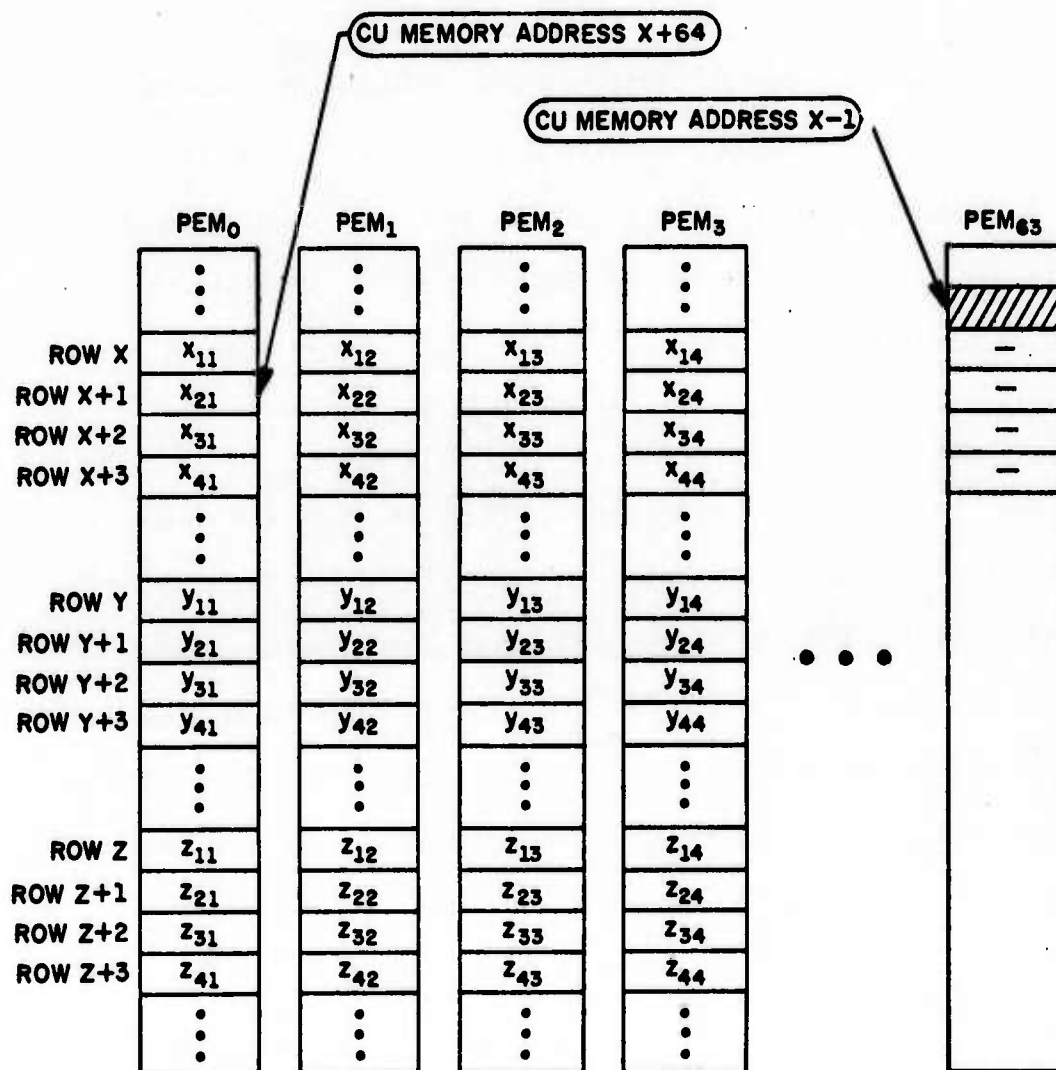 CU MEMORY ADDRESS X+64
CU MEMORY ADDRESS X−1
PEM₀ PEM₁ PEM₂ PEM₃ PEM₆₃
ROW X x₁₁ x₁₂ x₁₃ x₁₄ –
ROW X+1 x₂₁ x₂₂ x₂₃ x₂₄ –
ROW X+2 x₃₁ x₃₂ x₃₃ x₃₄ –
ROW X+3 x₄₁ x₄₂ x₄₃ x₄₄ –
ROW Y y₁₁ y₁₂ y₁₃ y₁₄
ROW Y+1 y₂₁ y₂₂ y₂₃ y₂₄
ROW Y+2 y₃₁ y₃₂ y₃₃ y₃₄
ROW Y+3 y₄₁ y₄₂ y₄₃ y₄₄
ROW Z z₁₁ z₁₂ z₁₃ z₁₄
ROW Z+1 z₂₁ z₂₂ z₂₃ z₂₄
ROW Z+2 z₃₁ z₃₂ z₃₃ z₃₄
ROW Z+3 z₄₁ z₄₂ z₄₃ z₄₄